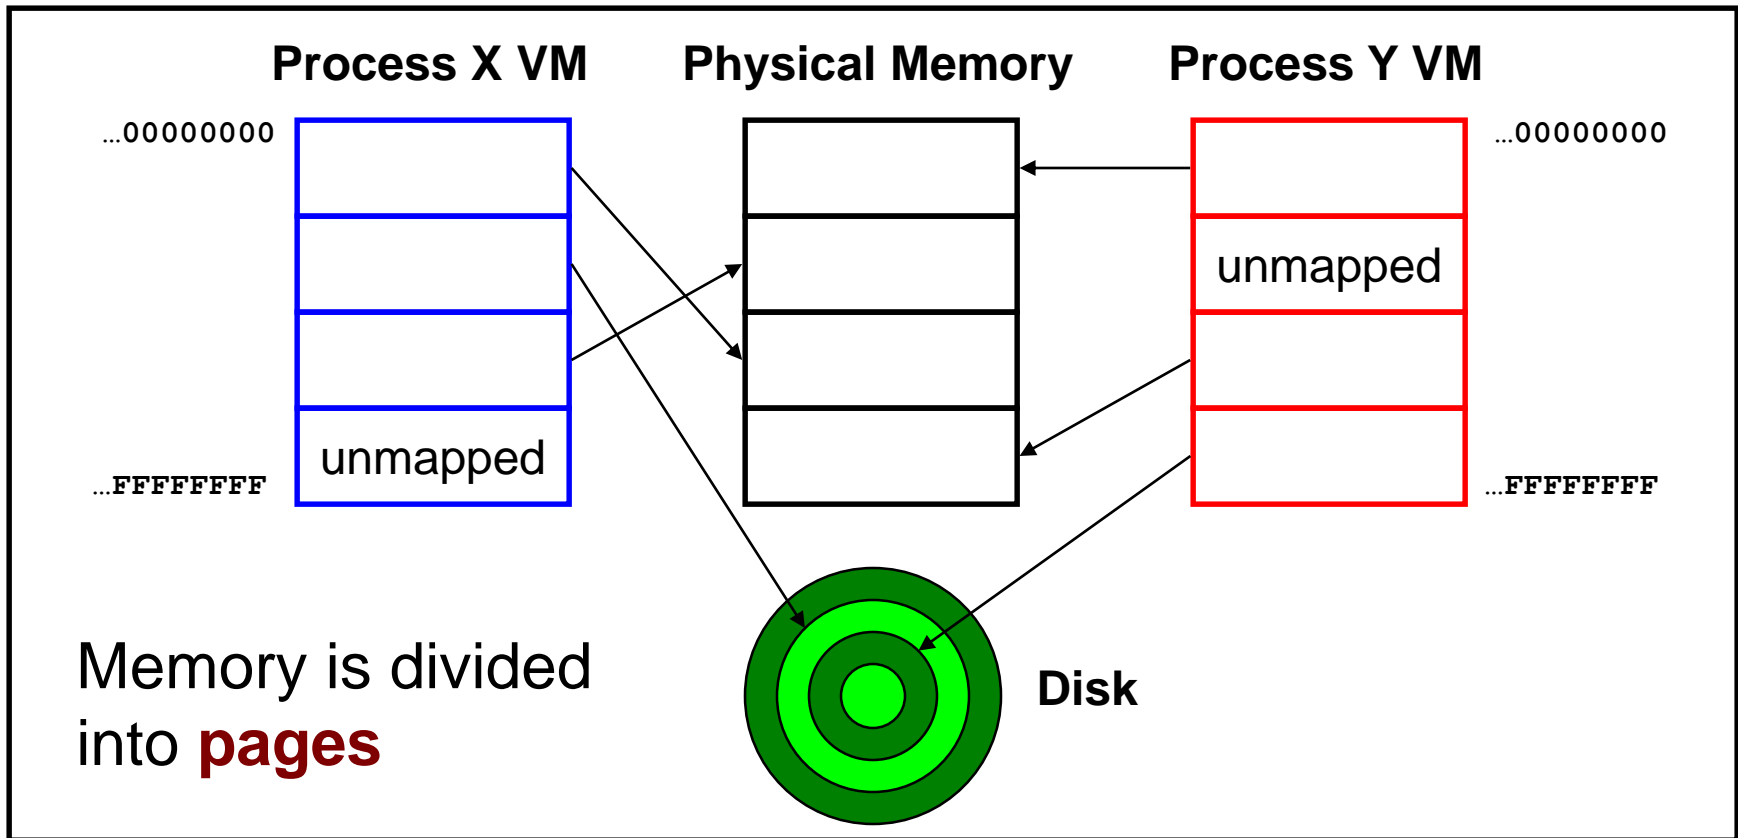 Process X VM
Physical Memory
Process Y VM
...00000000
...00000000
unmapped
unmapped
...FFFFFFFF
...FFFFFFFF
Memory is divided
into pages
Disk